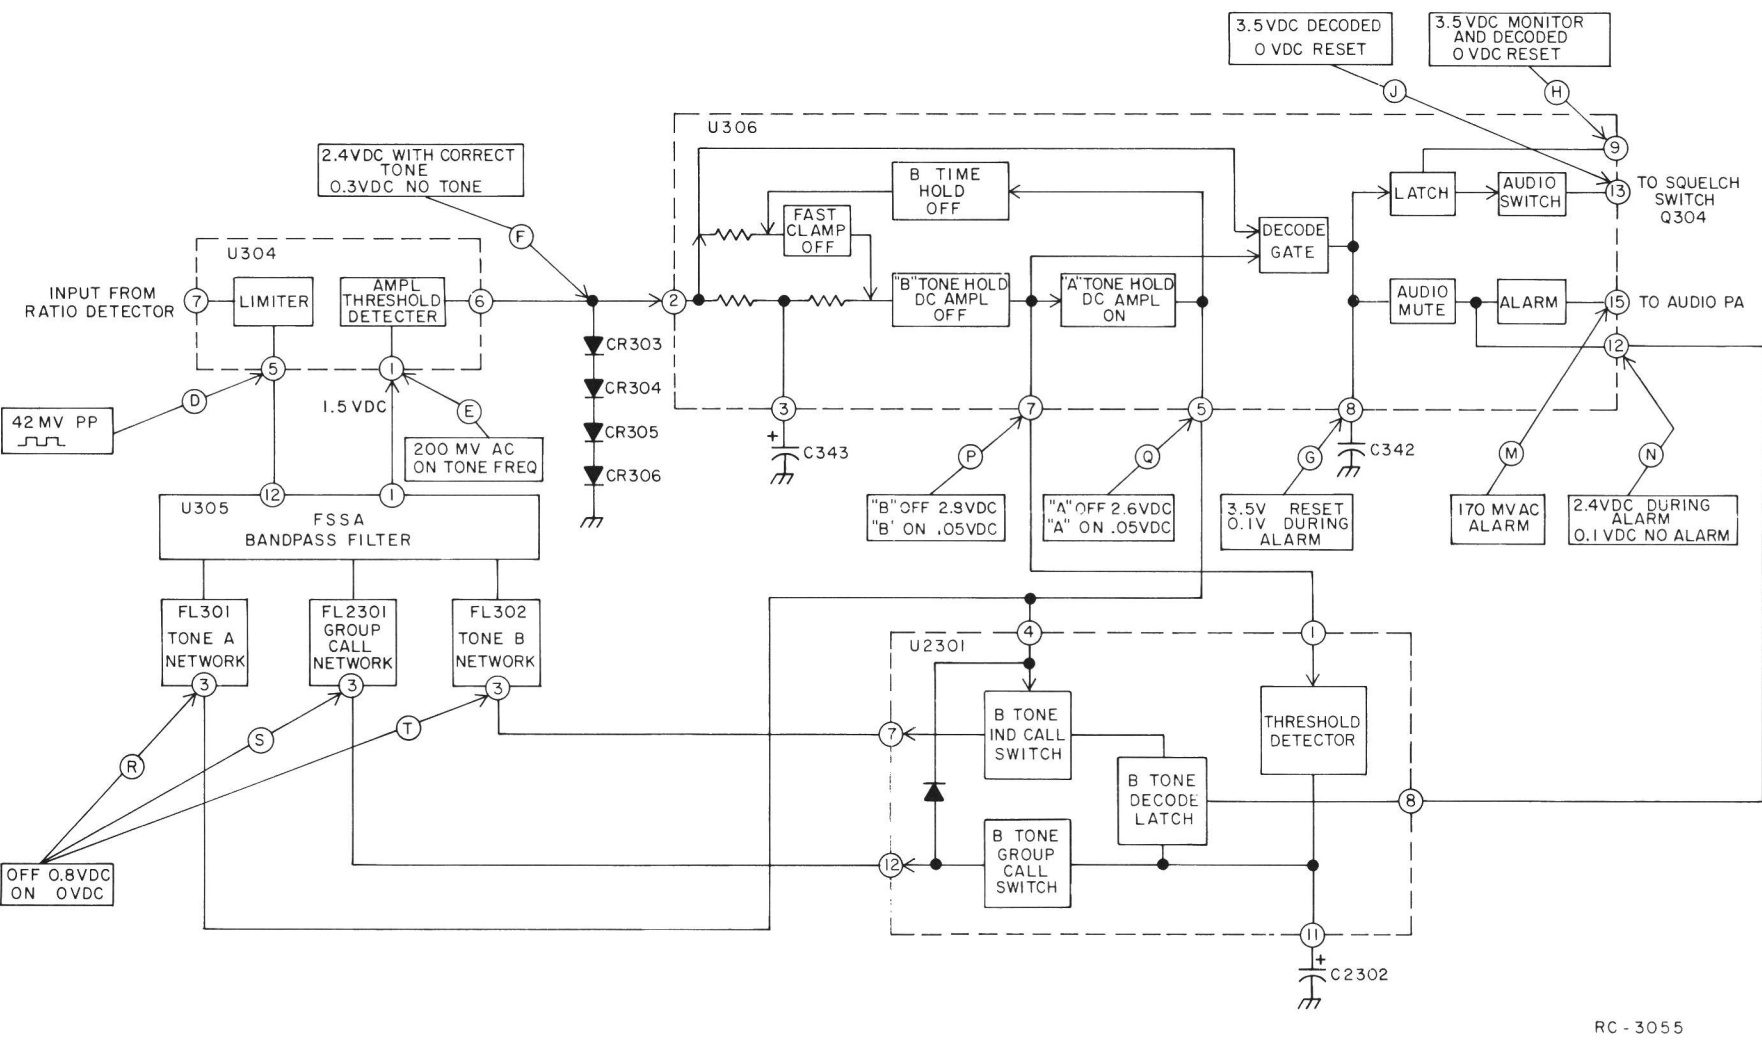 3.5VDC DECODED
0 VDC RESET
3.5VDC MONITOR
AND DECODED
0 VDC RESET
J
H
U306
9
2.4VDC WITH CORRECT
TONE
0.3VDC NO TONE
B TIME
HOLD
OFF
LATCH
AUDIO
SWITCH
13
TO SQUELCH
SWITCH
Q304
FAST
CLAMP
OFF
DECODE
GATE
F
U304
INPUT FROM
RATIO DETECTOR
7
LIMITER
AMPL
THRESHOLD
DETECTER
6
2
"B" TONE HOLD
DC AMPL
OFF
"A" TONE HOLD
DC AMPL
ON
AUDIO
MUTE
ALARM
15
TO AUDIO PA
12
CR303
CR304
CR305
CR306
5
1
1.5 VDC
D
E
42 MV PP
200 MV AC
ON TONE FREQ
3
+
C343
7
5
8
C342
P
Q
G
M
N
"B" OFF 2.9VDC
"B' ON .05VDC
"A" OFF 2.6VDC
"A" ON .05VDC
3.5V RESET
0.1V DURING
ALARM
170 MVAC
ALARM
2.4VDC DURING
ALARM
0.1 VDC NO ALARM
12
1
U305
FSSA
BANDPASS FILTER
FL301
TONE A
NETWORK
3
FL2301
GROUP
CALL
NETWORK
3
FL302
TONE B
NETWORK
3
R
S
T
OFF 0.8VDC
ON 0VDC
U2301
4
1
B TONE
IND CALL
SWITCH
7
THRESHOLD
DETECTOR
B TONE
DECODE
LATCH
8
B TONE
GROUP
CALL
SWITCH
12
11
+
C2302
RC-3055